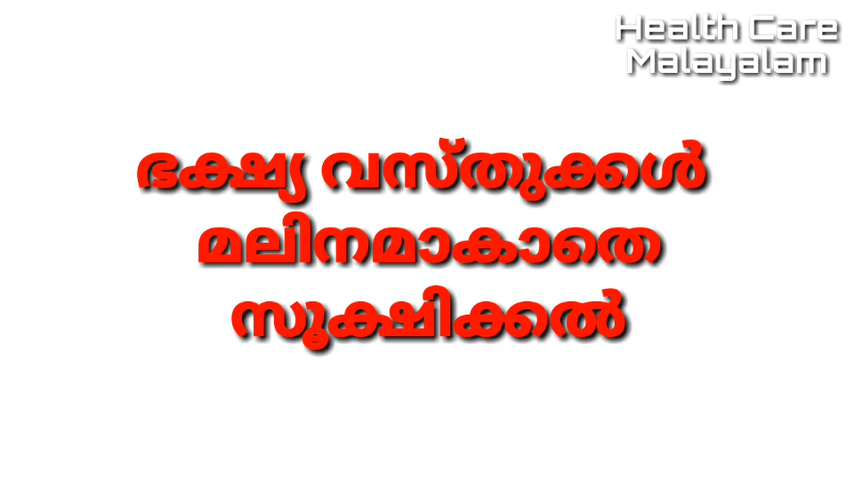 Health Care
Malayalam
ഭക്ഷ്യ വസ്തുക്കൾ
മലിനമാകാതെ
സൂക്ഷിക്കൽ